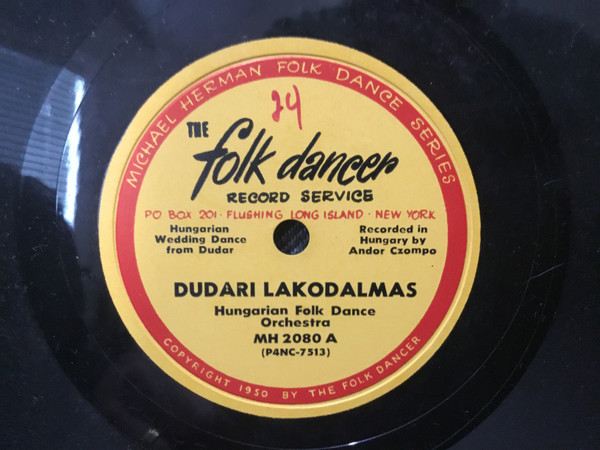 MICHAEL HERMAN FOLK DANCE SERIES
24
THE
folk dancer
RECORD SERVICE
PO BOX 201 · FLUSHING LONG ISLAND · NEW YORK
Hungarian
Wedding Dance
from Dudar
Recorded in
Hungary by
Andor Czompo
DUDARI LAKODALMAS
Hungarian Folk Dance
Orchestra
MH 2080 A
(P4NC-7513)
COPYRIGHT 1950 BY THE FOLK DANCER